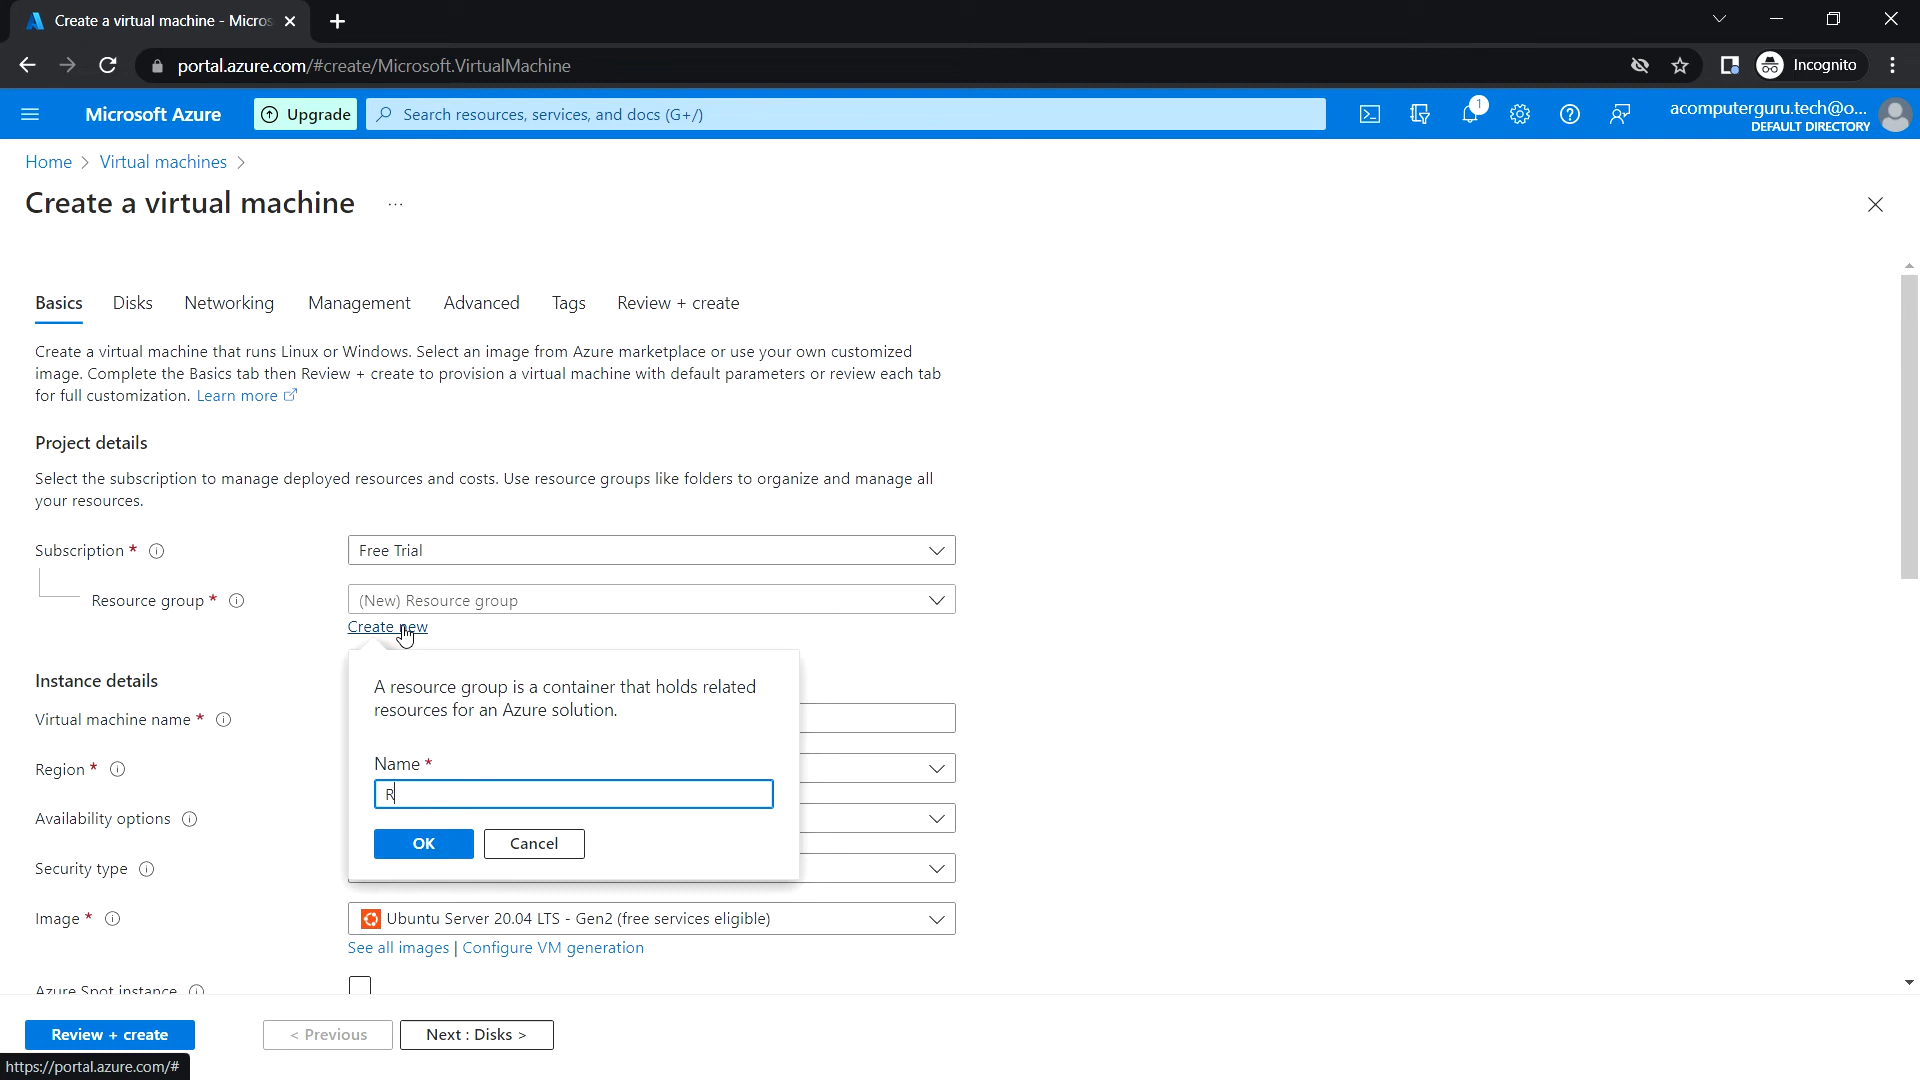 Create a virtual machine - Micros
portal.azure.com/#create/Microsoft.VirtualMachine
Incognito
Microsoft Azure
Upgrade
Search resources, services, and docs (G+/)
1
acomputerguru.tech@o...
DEFAULT DIRECTORY
Home > Virtual machines >
Create a virtual machine ...
Basics Disks Networking Management Advanced Tags Review + create
Create a virtual machine that runs Linux or Windows. Select an image from Azure marketplace or use your own customized
image. Complete the Basics tab then Review + create to provision a virtual machine with default parameters or review each tab
for full customization. Learn more
Project details
Select the subscription to manage deployed resources and costs. Use resource groups like folders to organize and manage all
your resources.
Subscription *
Free Trial
Resource group *
(New) Resource group
Create new
A resource group is a container that holds related
resources for an Azure solution.
Name *
R
OK
Cancel
Instance details
Virtual machine name *
Region *
Availability options
Security type
Image *
Ubuntu Server 20.04 LTS - Gen2 (free services eligible)
See all images | Configure VM generation
Azure Spot instance
Review + create
< Previous
Next : Disks >
https://portal.azure.com/#